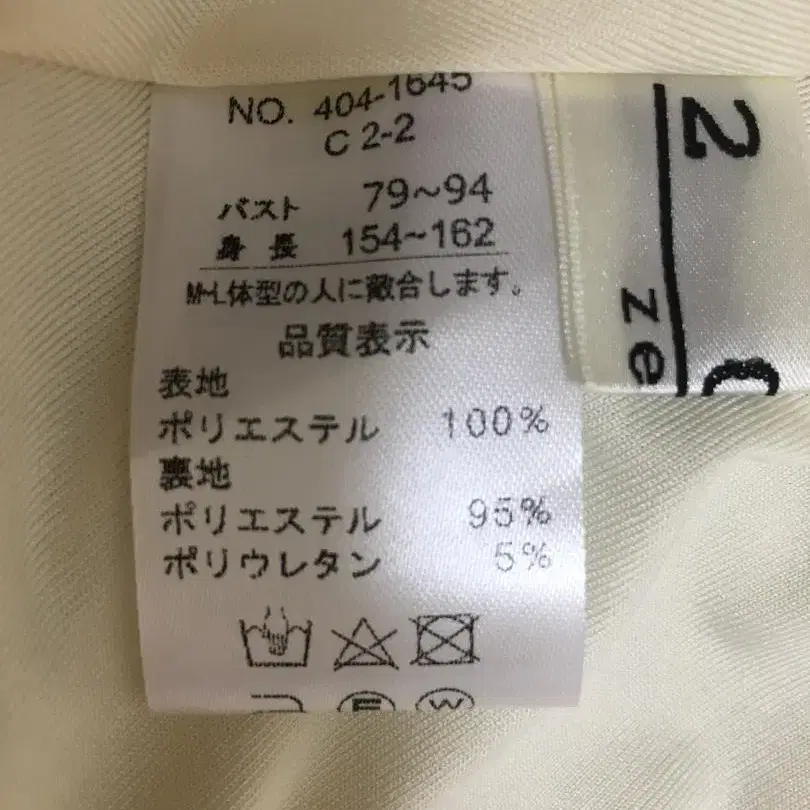 NO. 404-1645
C 2-2
バスト 79~94
身長 154~162
M-L体型の人に敵合します。
品質表示
表地
ポリエステル 100%
裏地
ポリエステル 95%
ポリウレタン 5%
E W
2
ze